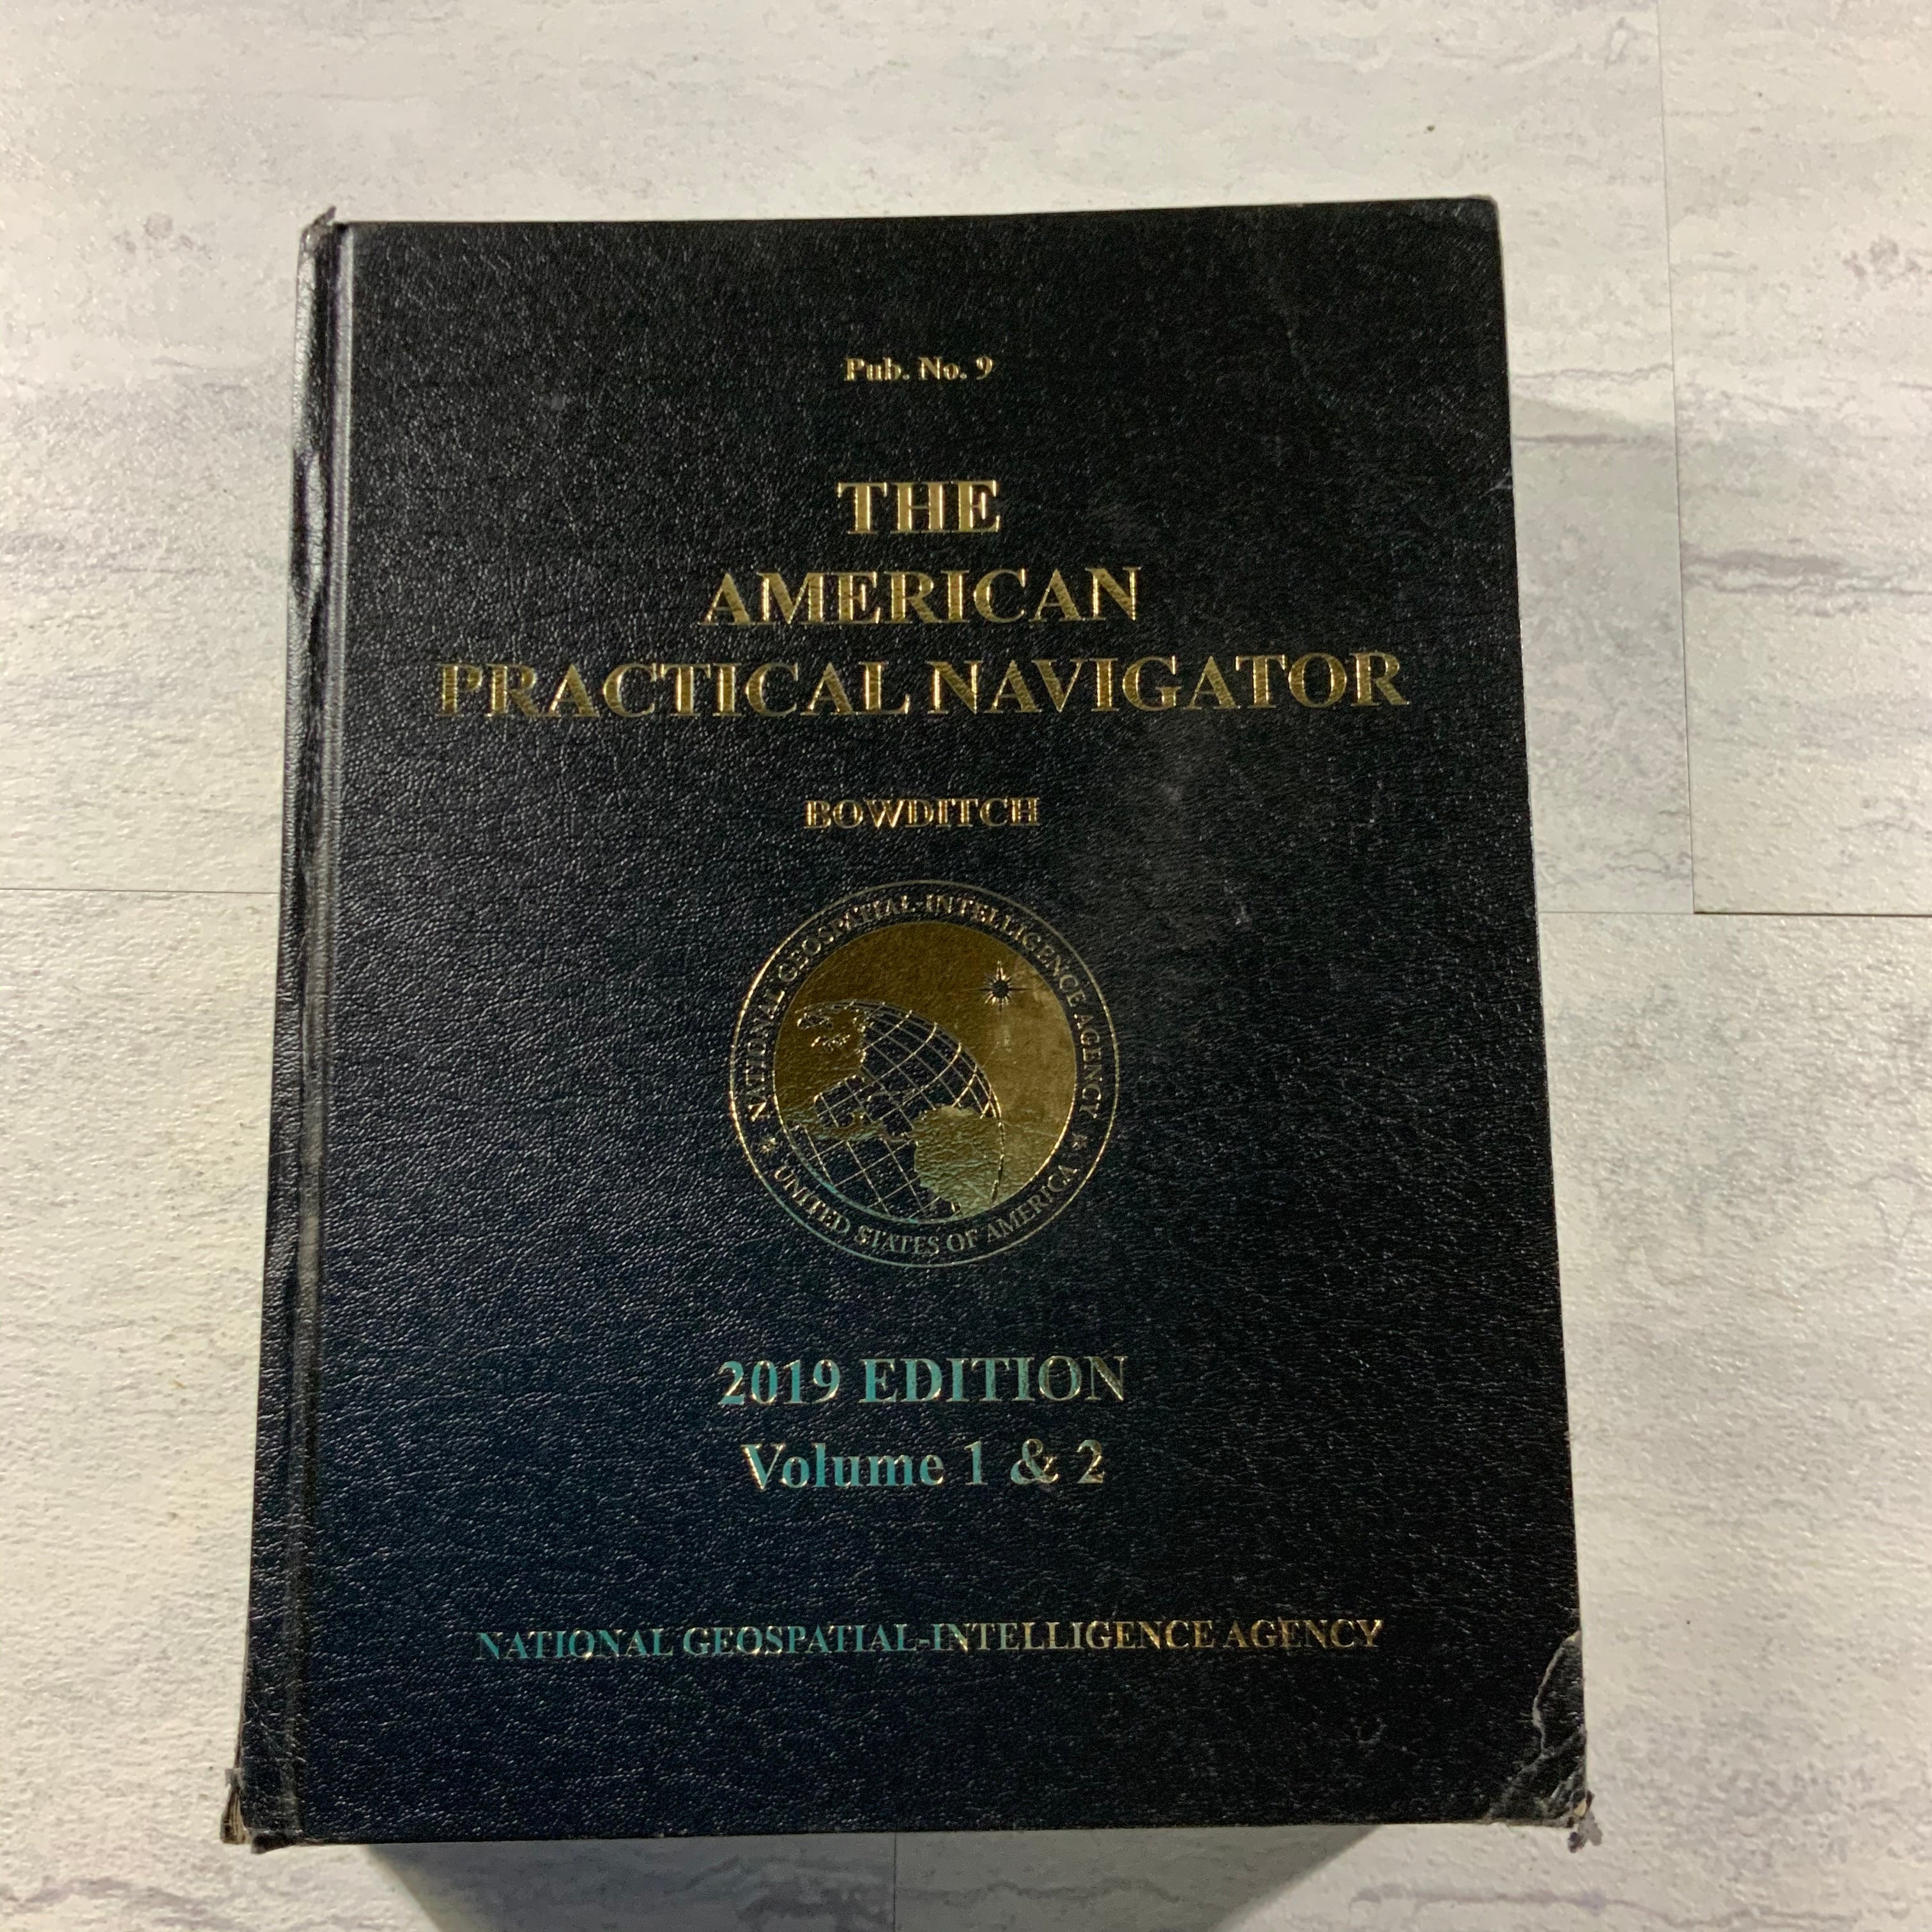 Pub. No. 9
THE
AMERICAN
PRACTICAL NAVIGATOR
BOWDITCH
NATIONAL GEOSPATIAL-INTELLIGENCE AGENCY
UNITED STATES OF AMERICA
2019 EDITION
Volume 1 & 2
NATIONAL GEOSPATIAL-INTELLIGENCE AGENCY